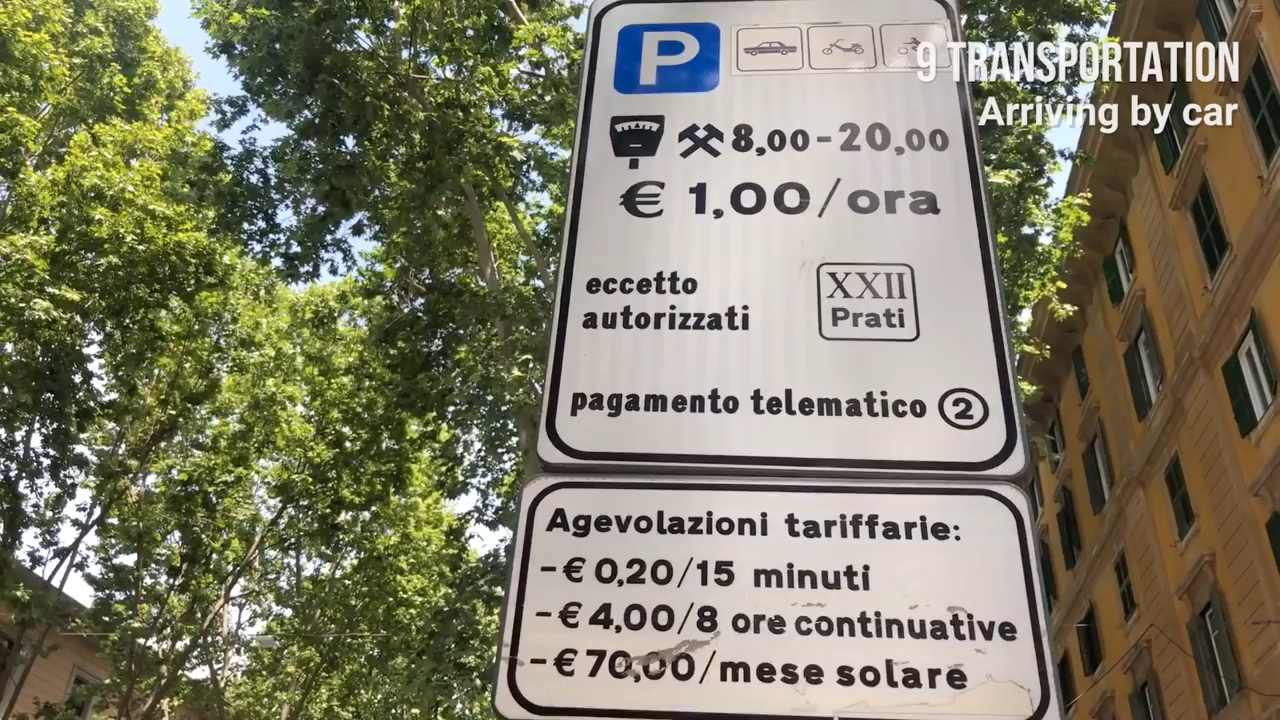 P
9 TRANSPORTATION
Arriving by car
8,00-20,00
€ 1,00/ora
eccetto
autorizzati
XXII
Prati
pagamento telematico 2
Agevolazioni tariffarie:
-€ 0,20/15 minuti
-€ 4,00/8 ore continuative
-€ 70,00/mese solare